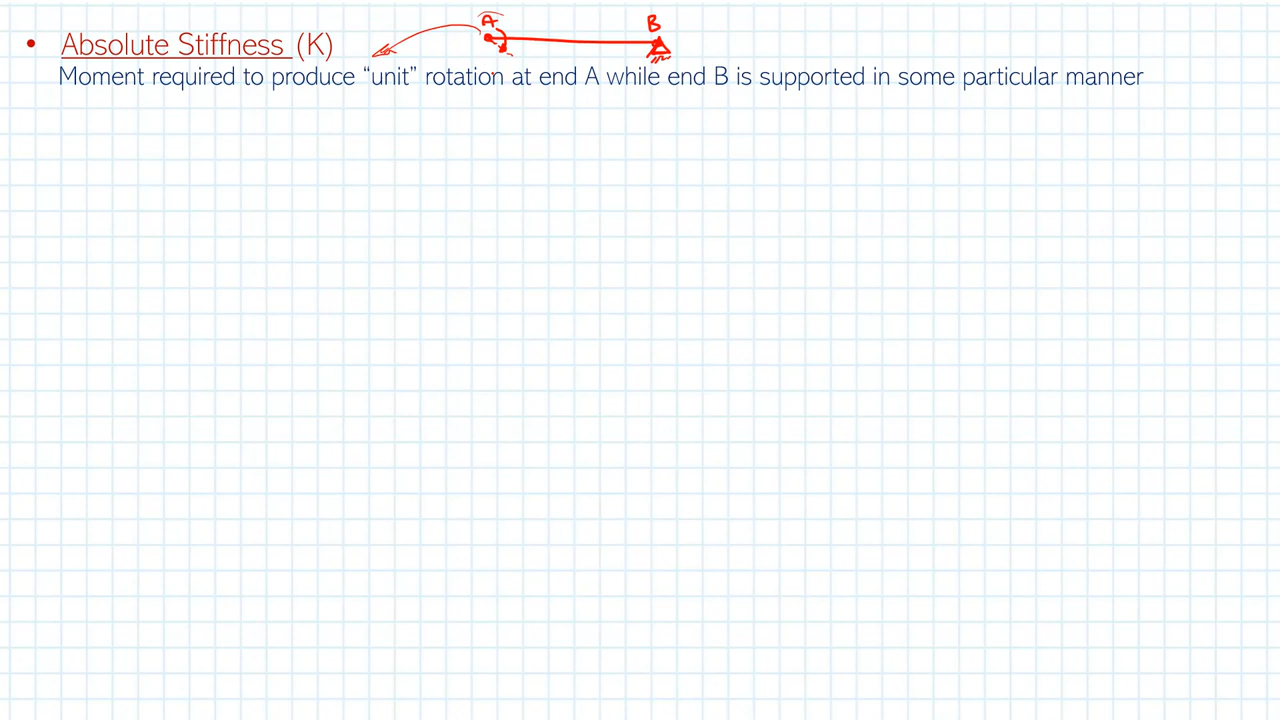 A B
• Absolute Stiffness (K)
Moment required to produce “unit” rotation at end A while end B is supported in some particular manner